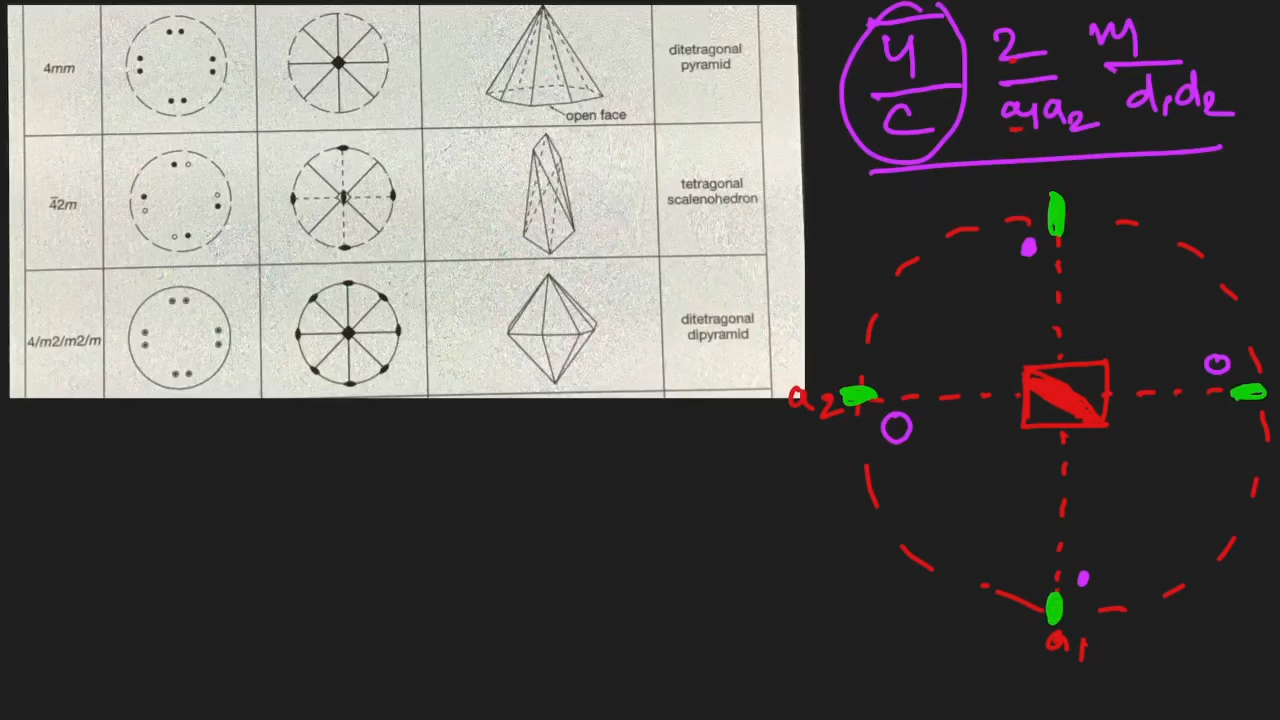 4mm
ditetragonal
pyramid
open face
4̄2m
tetragonal
scalenohedron
4/m2/m2/m
ditetragonal
dipyramid
4̄ 2 m
c a1a2 d1d2
a2
a1